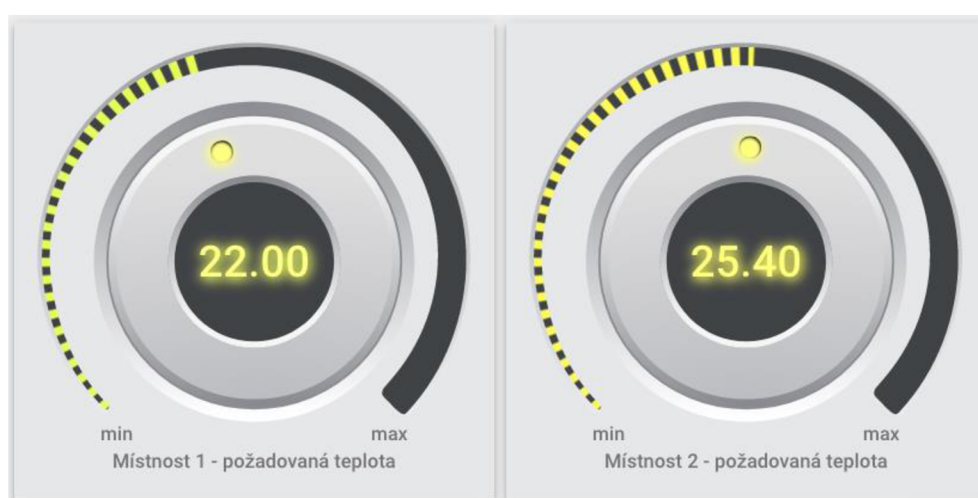 22.00
min max
Místnost 1 - požadovaná teplota
25.40
min max
Místnost 2 - požadovaná teplota